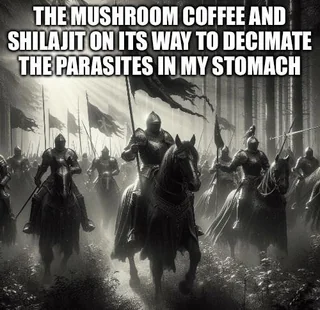 THE MUSHROOM COFFEE AND
SHILAJIT ON ITS WAY TO DECIMATE
THE PARASITES IN MY STOMACH